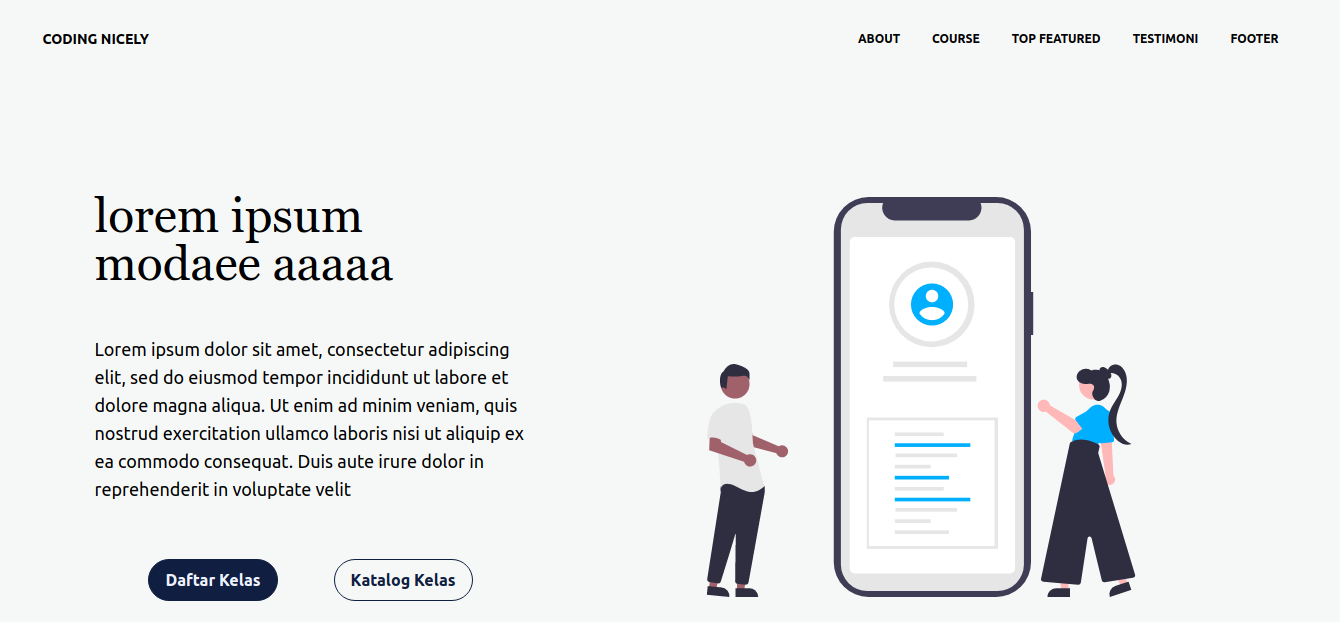 CODING NICELY
ABOUT COURSE TOP FEATURED TESTIMONI FOOTER
lorem ipsum
modaee aaaaa
Lorem ipsum dolor sit amet, consectetur adipiscing
elit, sed do eiusmod tempor incididunt ut labore et
dolore magna aliqua. Ut enim ad minim veniam, quis
nostrud exercitation ullamco laboris nisi ut aliquip ex
ea commodo consequat. Duis aute irure dolor in
reprehenderit in voluptate velit
Daftar Kelas Katalog Kelas